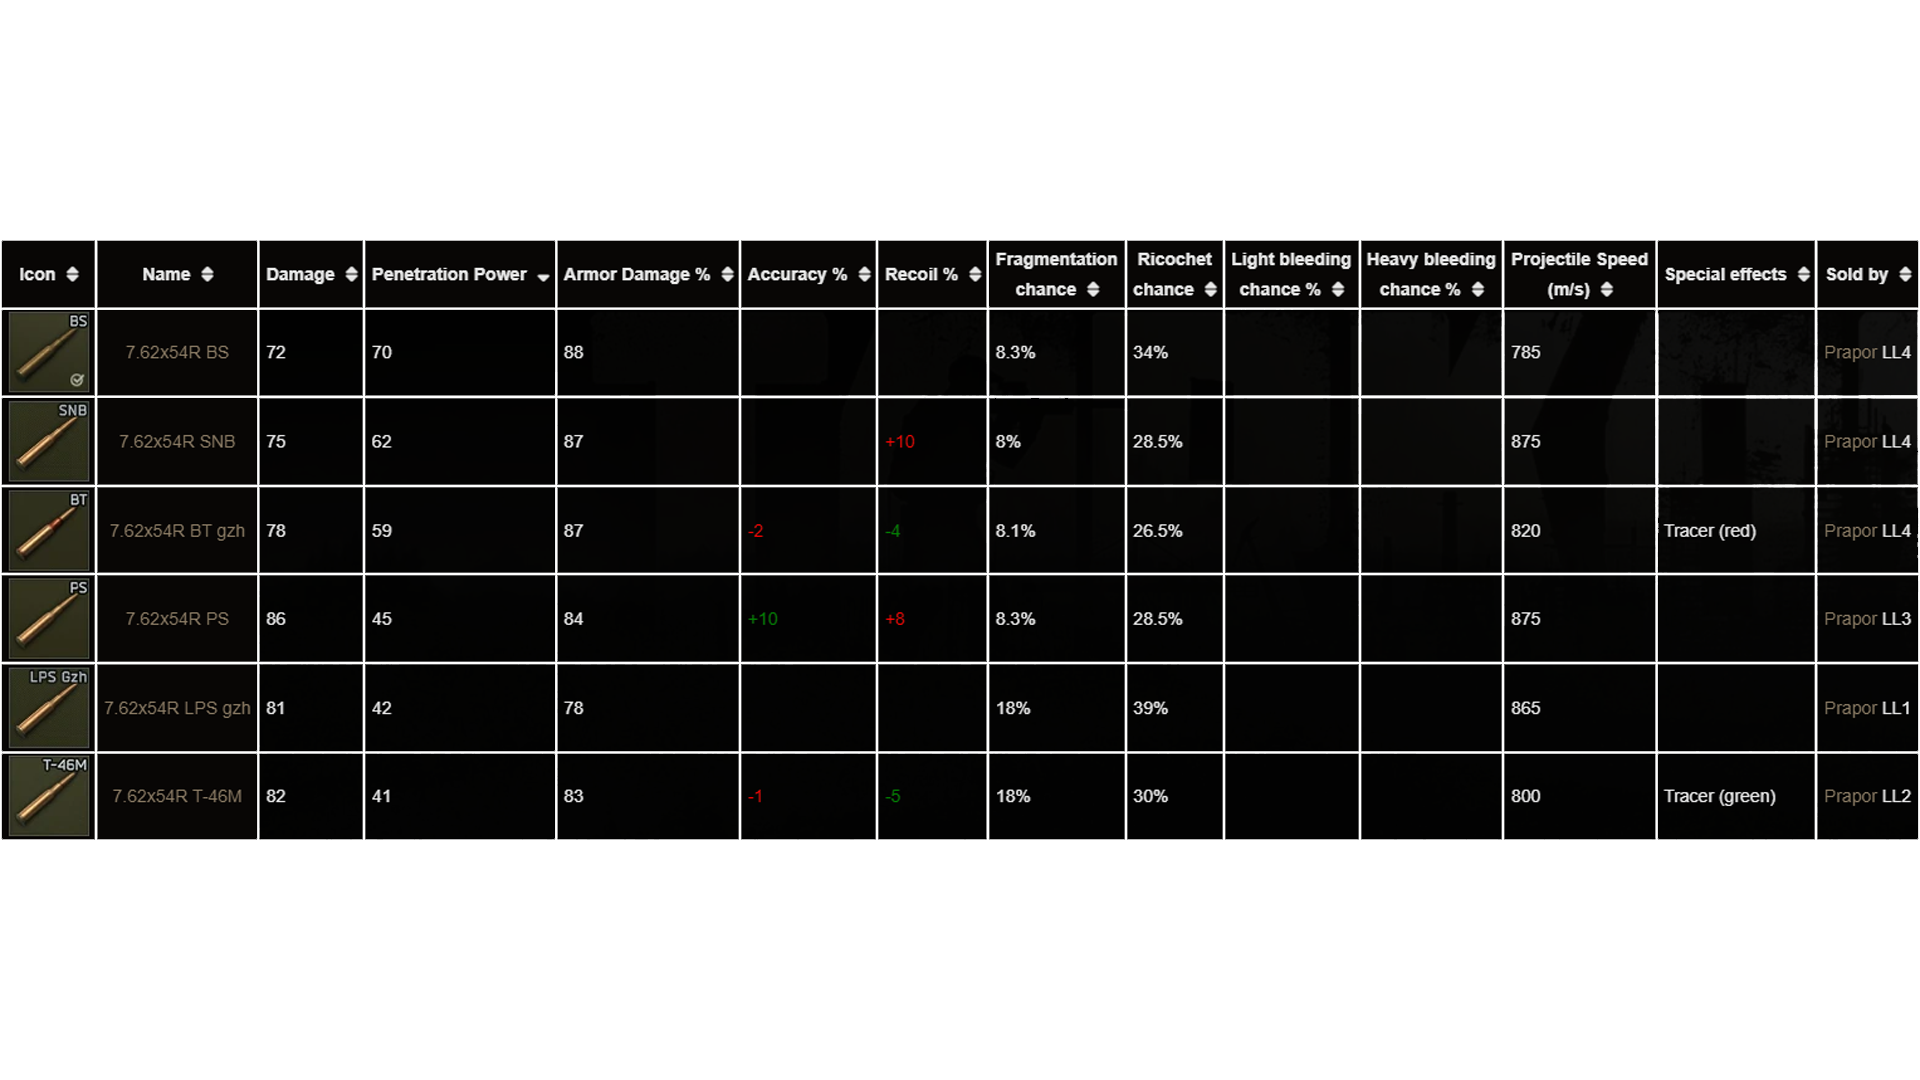 Icon Name Damage Penetration Power Armor Damage % Accuracy % Recoil % Fragmentation chance Ricochet chance Light bleeding chance % Heavy bleeding chance % Projectile Speed (m/s) Special effects Sold by
BS 7.62x54R BS 72 70 88 8.3% 34% 785 Prapor LL4
SNB 7.62x54R SNB 75 62 87 +10 8% 28.5% 875 Prapor LL4
BT 7.62x54R BT gzh 78 59 87 -2 -4 8.1% 26.5% 820 Tracer (red) Prapor LL4
PS 7.62x54R PS 86 45 84 +10 +8 8.3% 28.5% 875 Prapor LL3
LPS Gzh 7.62x54R LPS gzh 81 42 78 18% 39% 865 Prapor LL1
T-46M 7.62x54R T-46M 82 41 83 -1 -5 18% 30% 800 Tracer (green) Prapor LL2